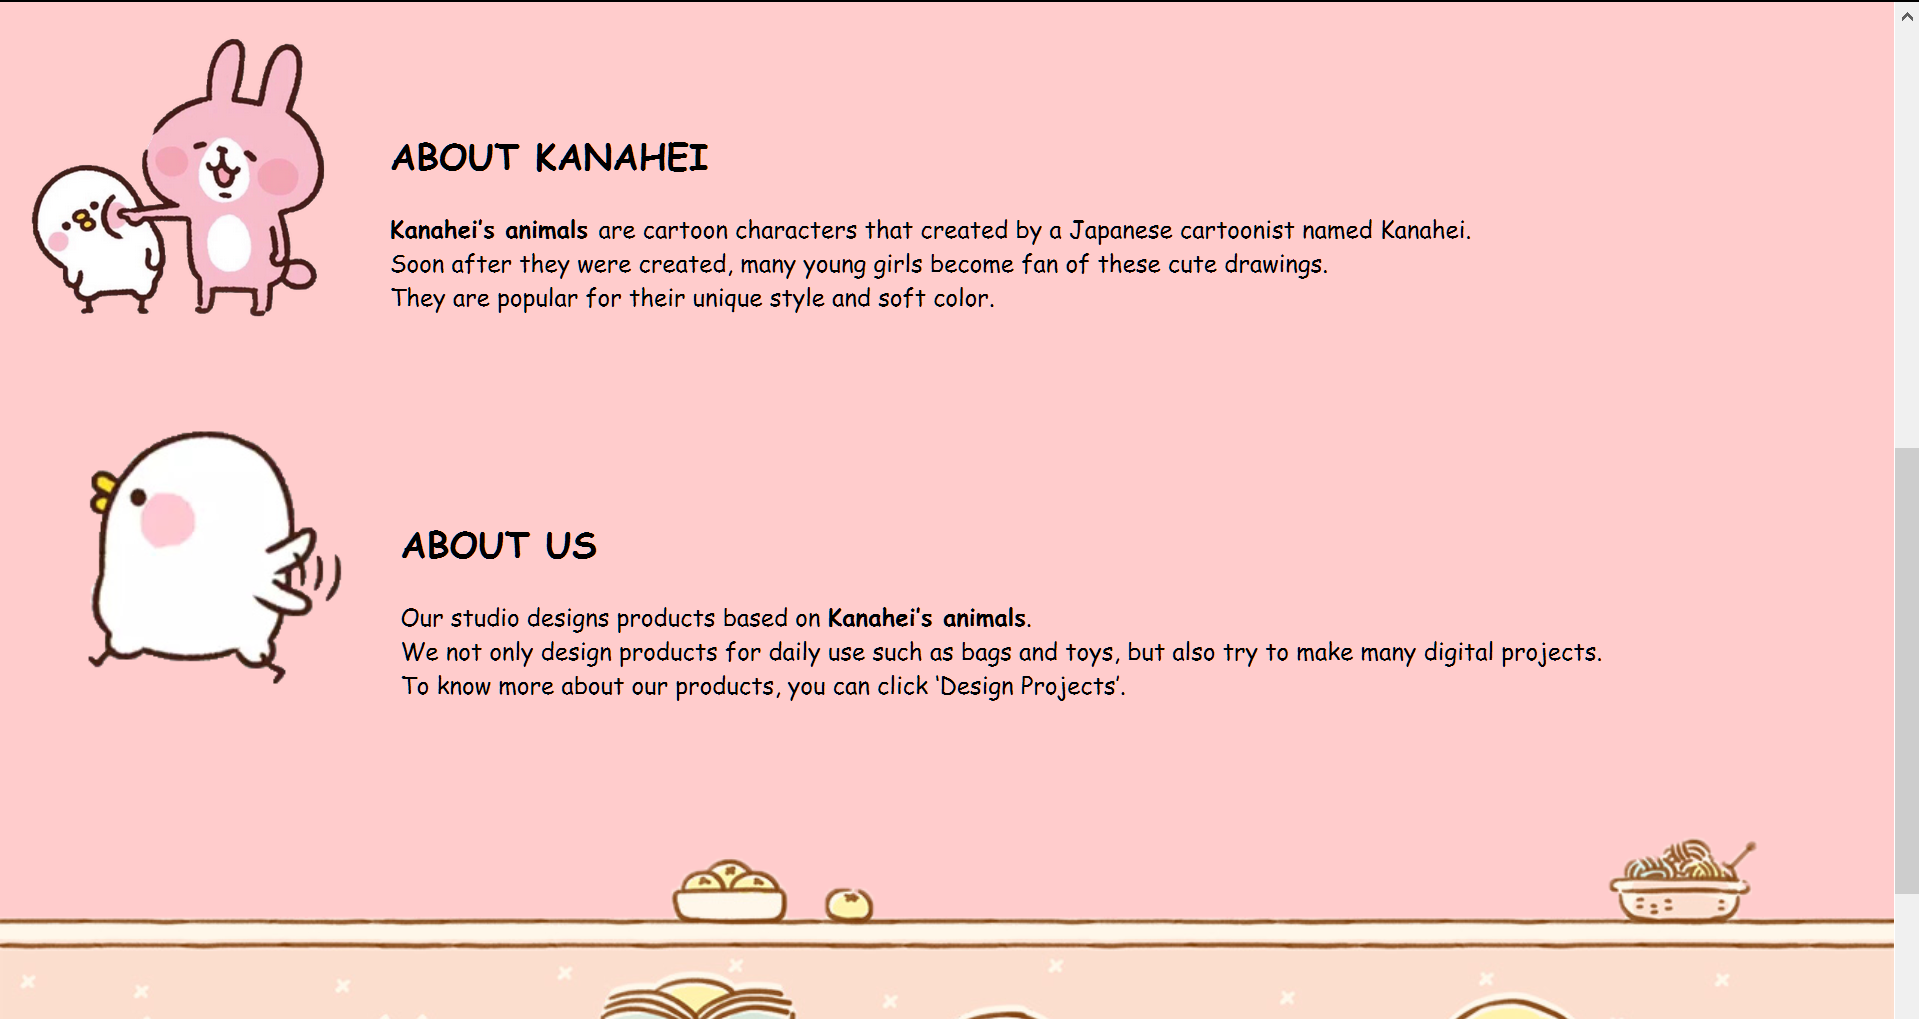 ABOUT KANAHEI
Kanahei's animals are cartoon characters that created by a Japanese cartoonist named Kanahei.
Soon after they were created, many young girls become fan of these cute drawings.
They are popular for their unique style and soft color.
ABOUT US
Our studio designs products based on Kanahei's animals.
We not only design products for daily use such as bags and toys, but also try to make many digital projects.
To know more about our products, you can click ‘Design Projects’.